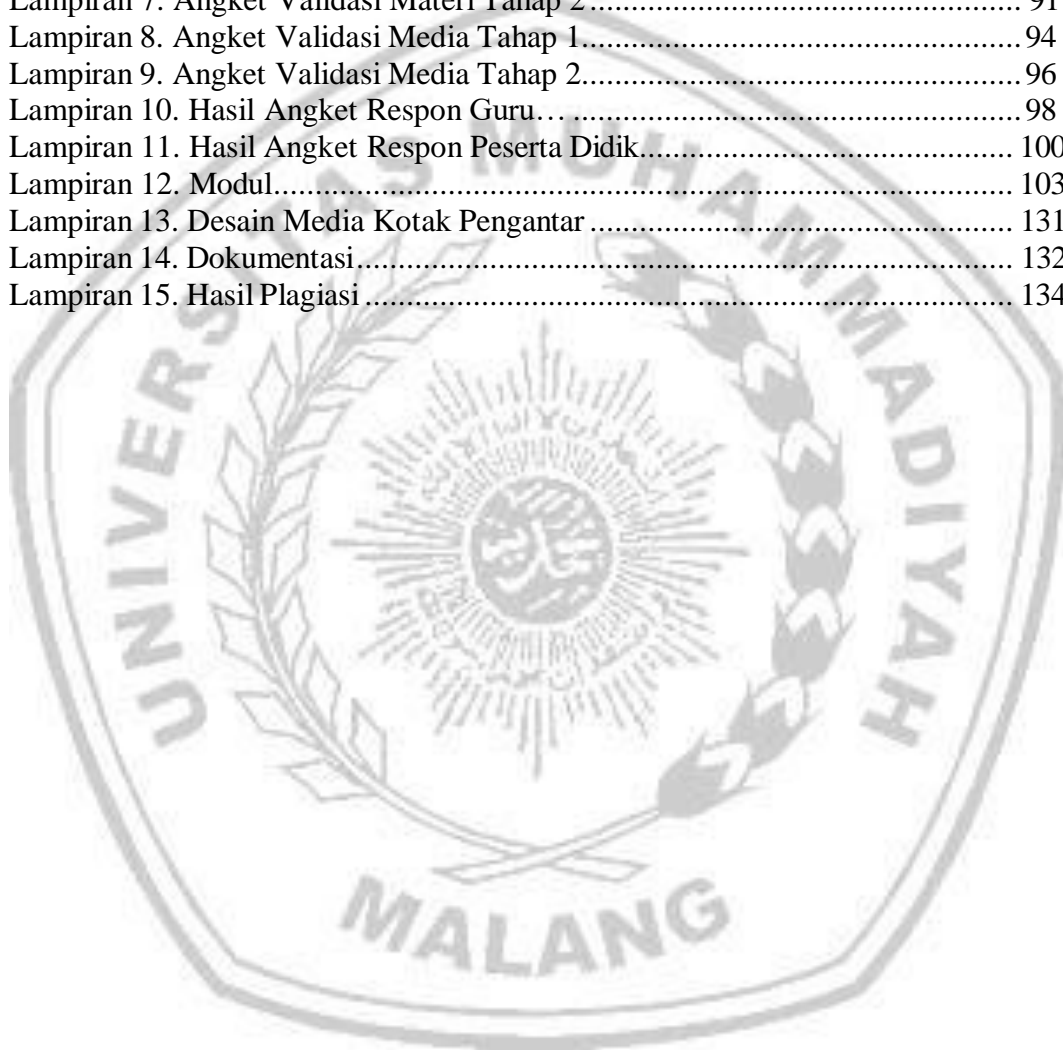 Lampiran 7. Angket Validasi Materi Tahap 2 ........................................................ 91
Lampiran 8. Angket Validasi Media Tahap 1......................................................... 94
Lampiran 9. Angket Validasi Media Tahap 2......................................................... 96
Lampiran 10. Hasil Angket Respon Guru… .......................................................... 98
Lampiran 11. Hasil Angket Respon Peserta Didik................................................. 100
Lampiran 12. Modul................................................................................................ 103
Lampiran 13. Desain Media Kotak Pengantar ....................................................... 131
Lampiran 14. Dokumentasi..................................................................................... 132
Lampiran 15. Hasil Plagiasi .................................................................................... 134
UNIVERSITAS MUHAMMADIYAH
MALANG